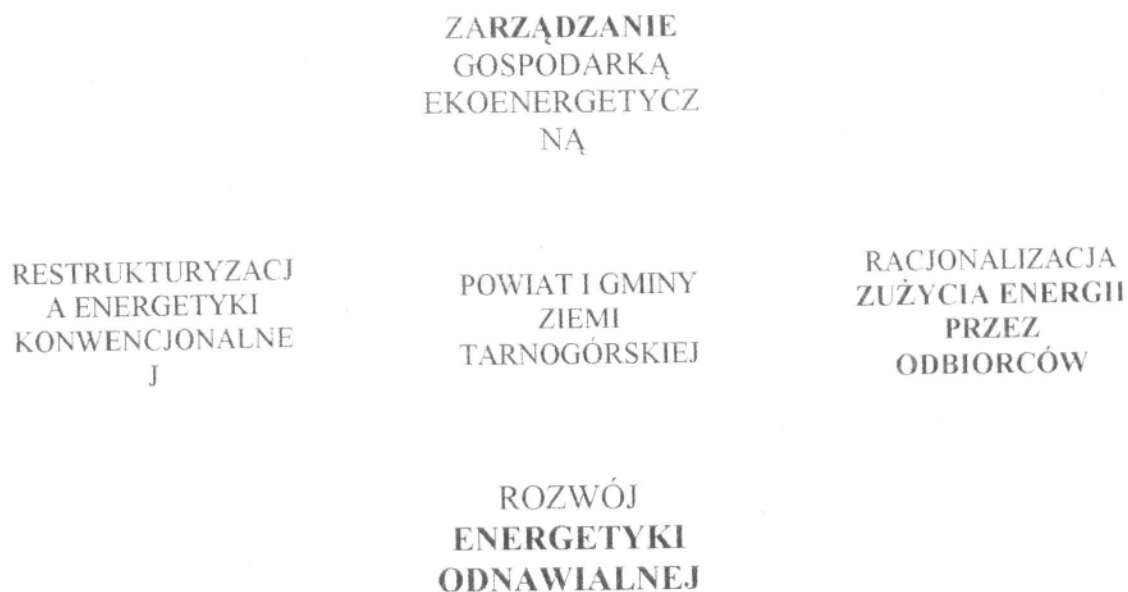 ZARZĄDZANIE
GOSPODARKĄ
EKOENERGETYCZ
NĄ
RESTRUKTURYZACJ
A ENERGETYKI
KONWENCJONALNE
J
POWIAT I GMINY
ZIEMI
TARNOGÓRSKIEJ
RACJONALIZACJA
ZUŻYCIA ENERGII
PRZEZ
ODBIORCÓW
ROZWÓJ
ENERGETYKI
ODNAWIALNEJ